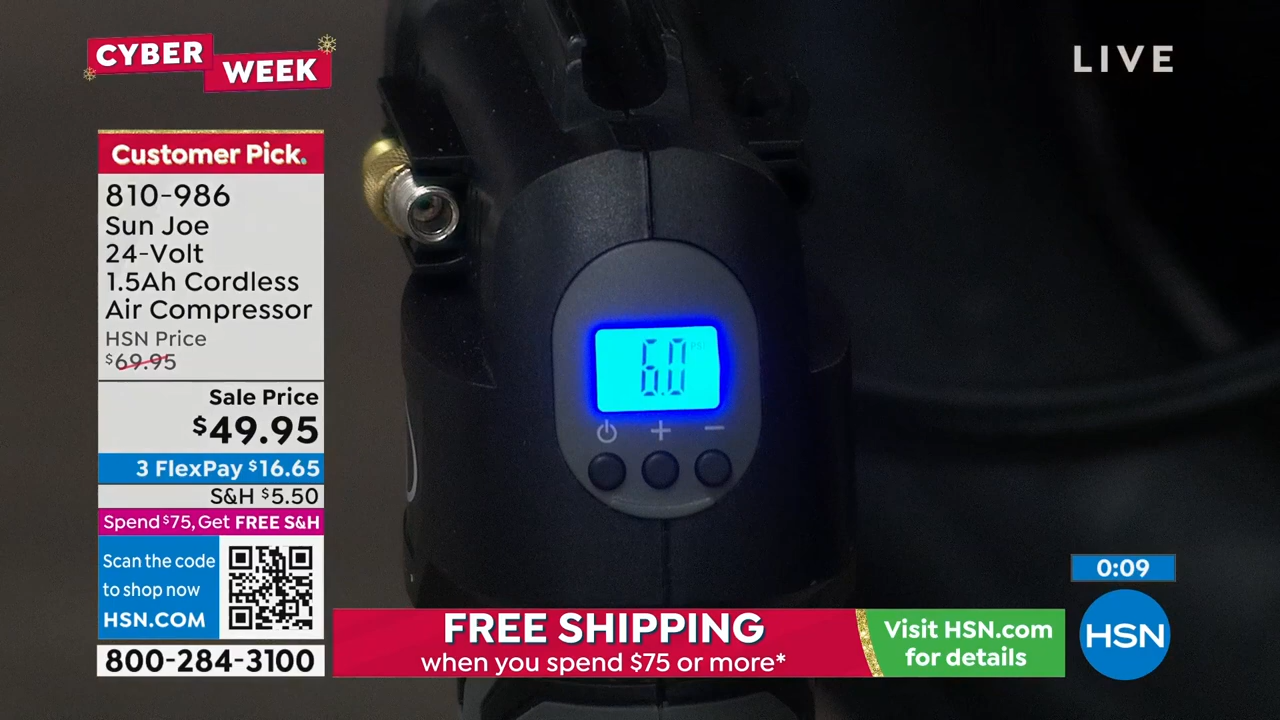 CYBER
WEEK
LIVE
Customer Pick.
810-986
Sun Joe
24-Volt
1.5Ah Cordless
Air Compressor
HSN Price
$69.95
Sale Price
$49.95
3 FlexPay $16.65
S&H $5.50
Spend $75, Get FREE S&H
Scan the code
to shop now
HSN.COM
800-284-3100
6.0 PSI
FREE SHIPPING
when you spend $75 or more*
Visit HSN.com
for details
0:09
HSN